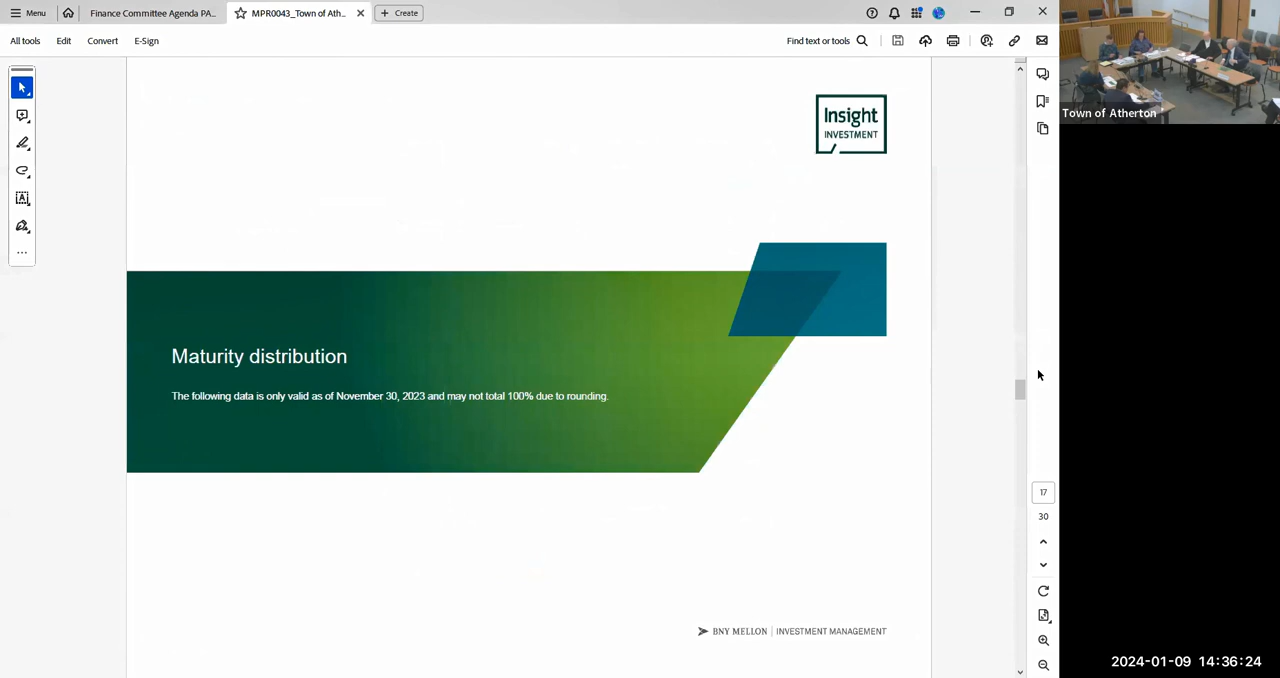 Menu
Finance Committee Agenda PA...
MPR0043_Town of Ath...
+ Create
All tools
Edit
Convert
E-Sign
Find text or tools
Town of Atherton
Insight
INVESTMENT
Maturity distribution
The following data is only valid as of November 30, 2023 and may not total 100% due to rounding.
17
30
BNY MELLON | INVESTMENT MANAGEMENT
2024-01-09 14:36:24